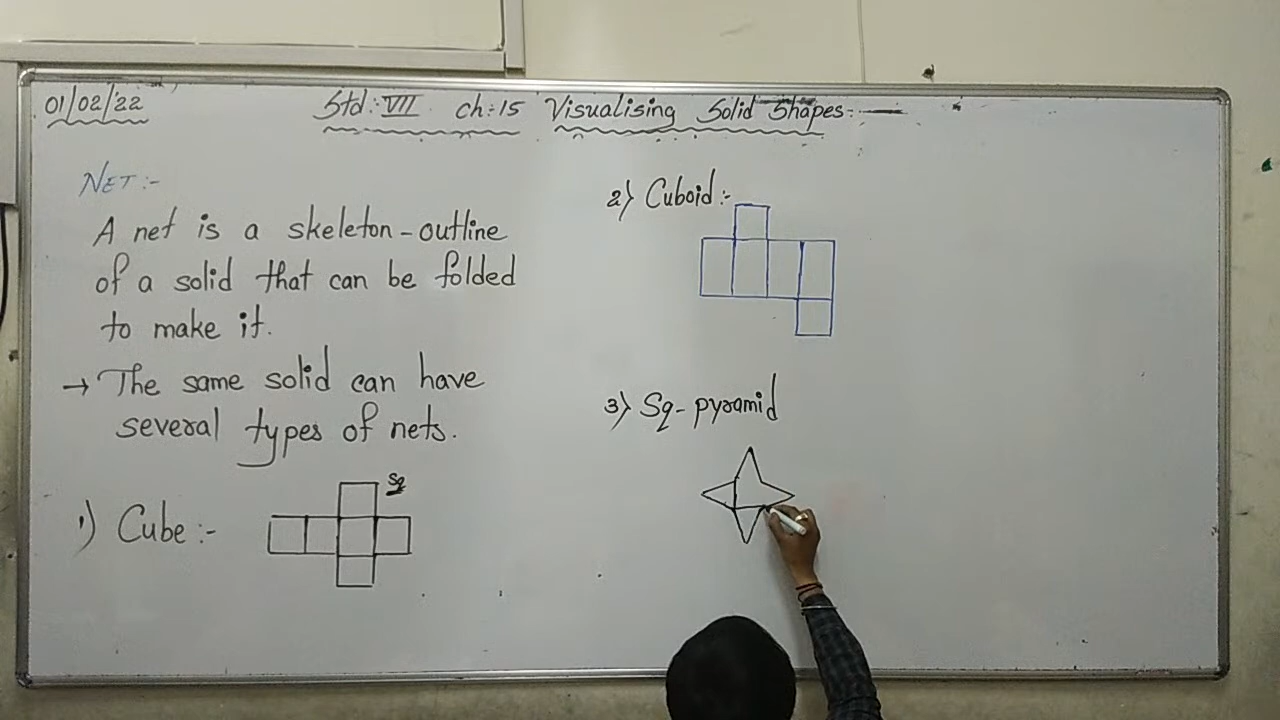 01/02/22
Std:VII ch:15 Visualising Solid Shapes:-
NET:-
A net is a skeleton-outline
of a solid that can be folded
to make it.
→ The same solid can have
several types of nets.
1) Cube:-
Sq
2) Cuboid:-
3) Sq-pyramid